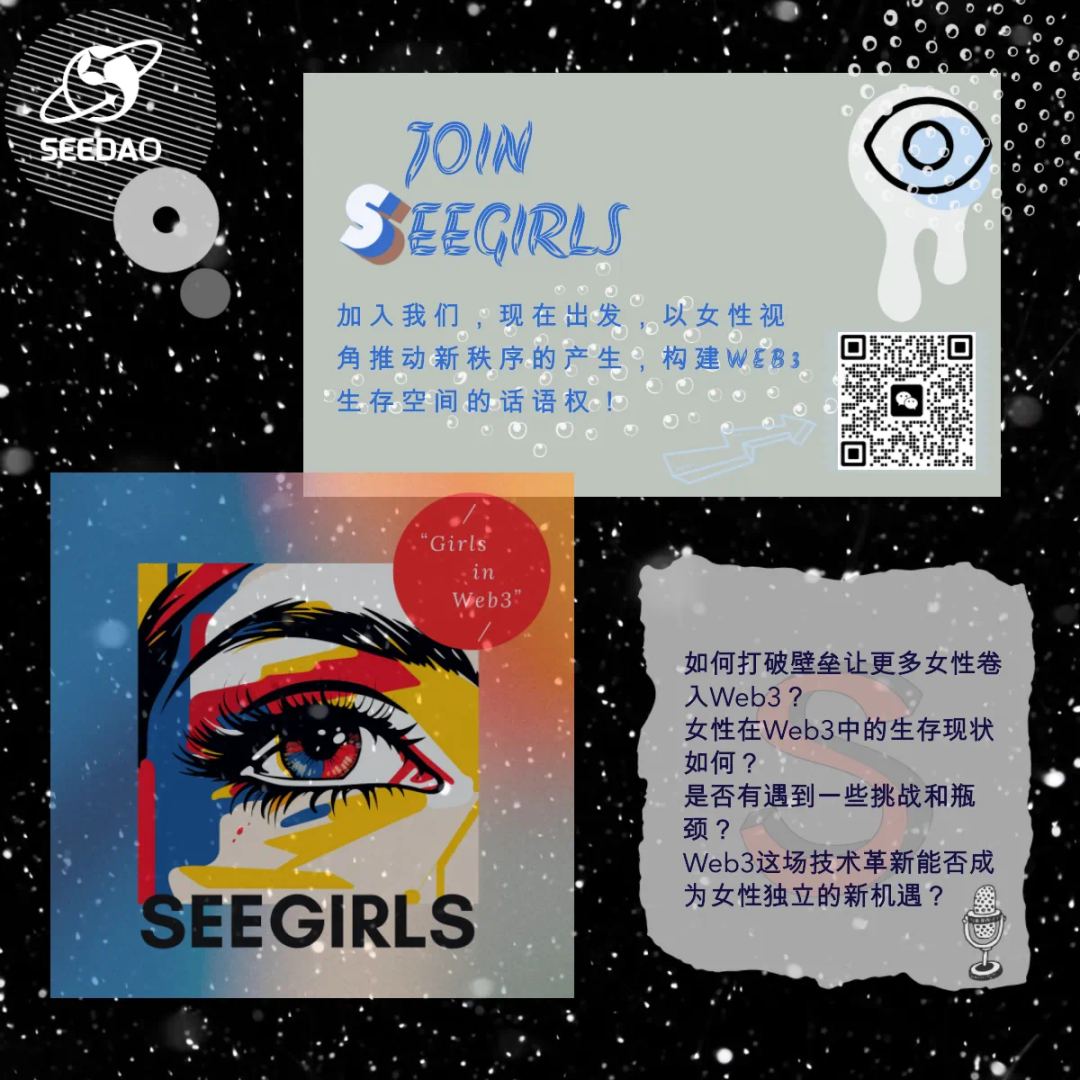 SEEDAO
JOIN
SEEGIRLS
加入我们，现在出发，以女性视
角推动新秩序的产生，构建WEB3
生存空间的话语权！
“Girls
in
Web3”
SEEGIRLS
如何打破壁垒让更多女性卷
入Web3？
女性在Web3中的生存现状
如何？
是否有遇到一些挑战和瓶
颈？
Web3这场技术革新能否成
为女性独立的新机遇？
S